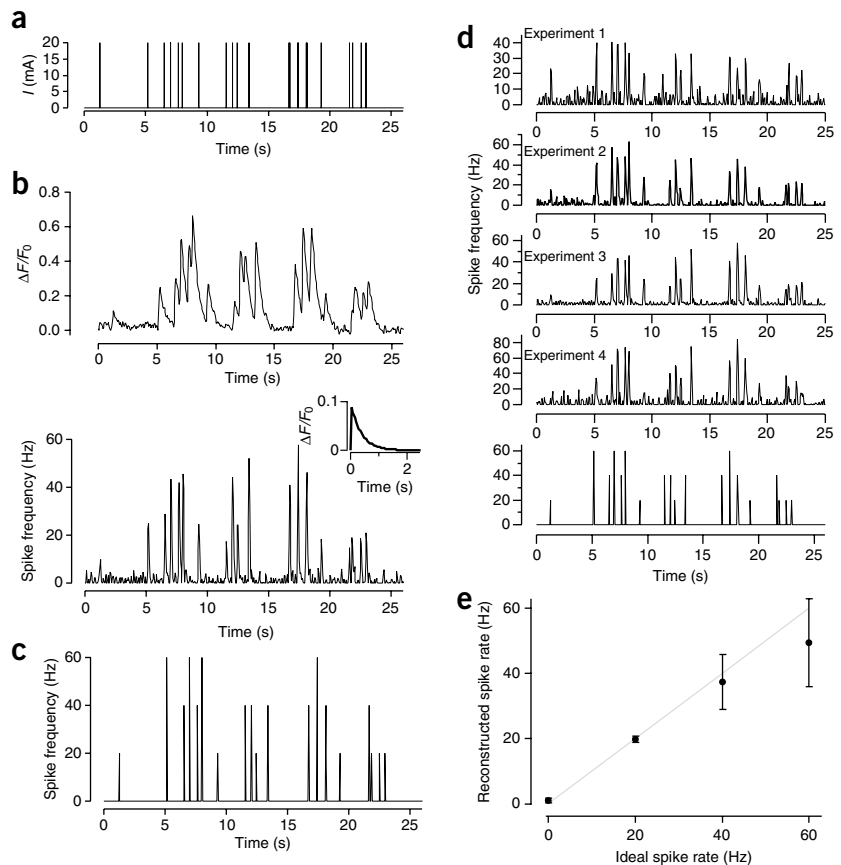 a
I (mA)
20
15
10
5
0
0 5 10 15 20 25
Time (s)
b
ΔF/F0
0.8
0.6
0.4
0.2
0.0
0 5 10 15 20 25
Time (s)
ΔF/F0
0.1
0
0 2
Time (s)
Spike frequency (Hz)
60
40
20
0
0 5 10 15 20 25
Time (s)
c
Spike frequency (Hz)
60
40
20
0
0 5 10 15 20 25
Time (s)
d
Spike frequency (Hz)
Experiment 1
40
30
20
10
0
0 5 10 15 20 25
Experiment 2
60
40
20
0
0 5 10 15 20 25
Experiment 3
60
40
20
0
0 5 10 15 20 25
Experiment 4
80
60
40
20
0
0 5 10 15 20 25
60
40
20
0
0 5 10 15 20 25
Time (s)
e
Reconstructed spike rate (Hz)
60
40
20
0
0 20 40 60
Ideal spike rate (Hz)